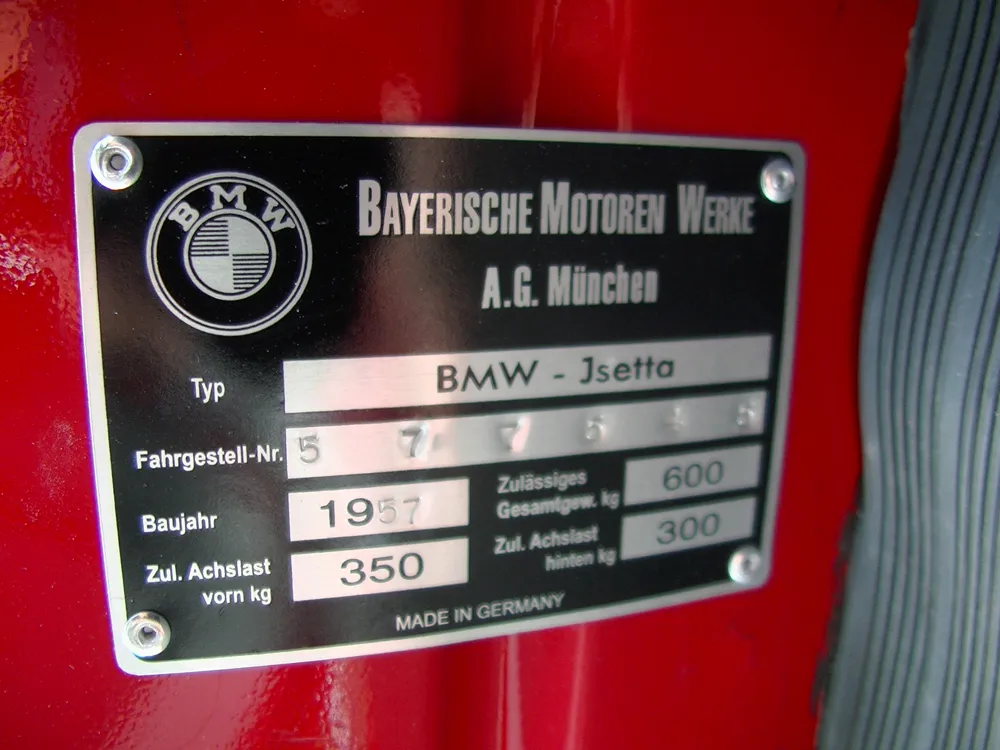 BMW
BAYERISCHE MOTOREN WERKE
A.G. München
Typ BMW - Jsetta
Fahrgestell-Nr. 5 7 7
Baujahr 1957
Zulässiges Gesamtgew. kg 600
Zul. Achslast vorn kg 350
Zul. Achslast hinten kg 300
MADE IN GERMANY